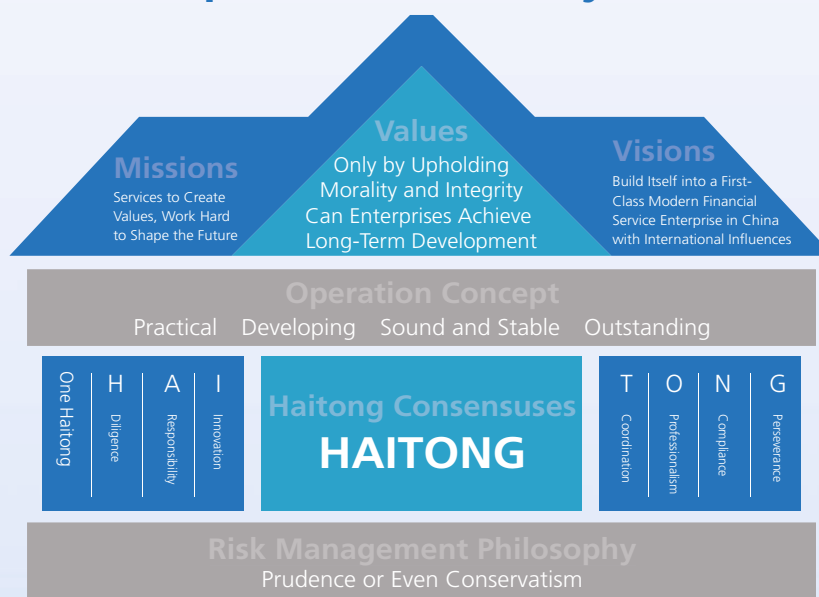 Values
Only by Upholding
Morality and Integrity
Can Enterprises Achieve
Long-Term Development
Missions
Services to Create
Values, Work Hard
to Shape the Future
Visions
Build Itself into a First-
Class Modern Financial
Service Enterprise in China
with International Influences
Operation Concept
Practical Developing Sound and Stable Outstanding
One Haitong
H
Diligence
A
Responsibility
I
Innovation
Haitong Consensuses
HAITONG
T
Coordination
O
Professionalism
N
Compliance
G
Perseverance
Risk Management Philosophy
Prudence or Even Conservatism